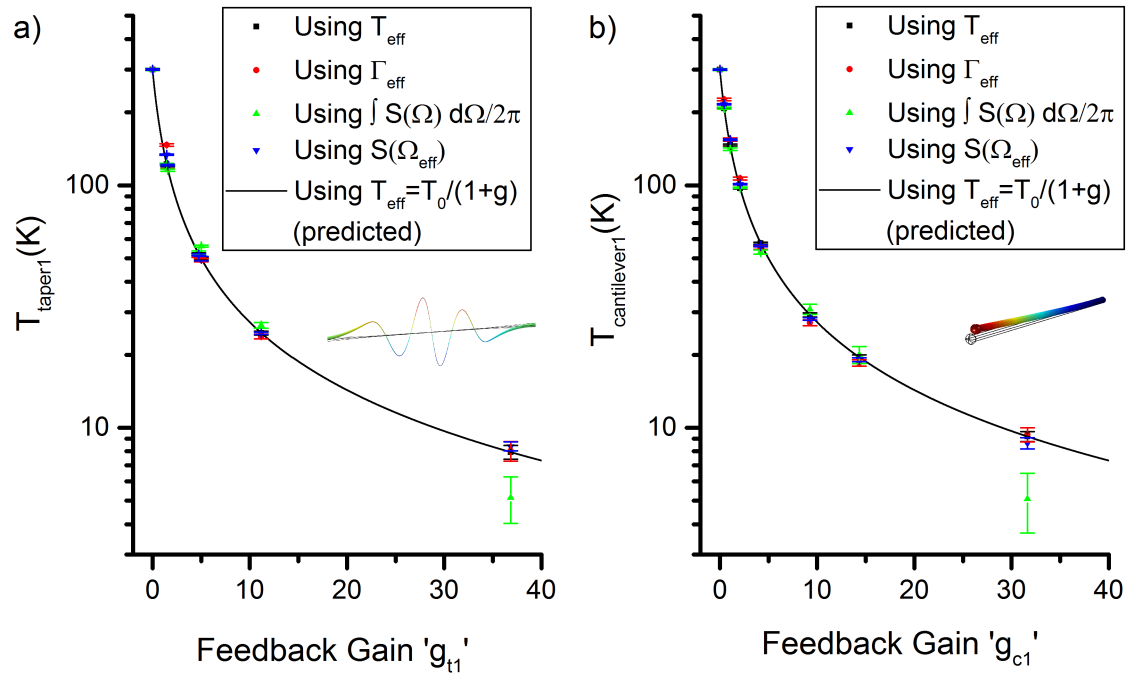 a)
Using T_eff
Using Γ_eff
Using ∫ S(Ω) dΩ/2π
Using S(Ω_eff)
Using T_eff=T_0/(1+g)
(predicted)
T_taper1(K)
100
10
0 10 20 30 40
Feedback Gain 'g_t1'
b)
Using T_eff
Using Γ_eff
Using ∫ S(Ω) dΩ/2π
Using S(Ω_eff)
Using T_eff=T_0/(1+g)
(predicted)
T_cantilever1(K)
100
10
0 10 20 30 40
Feedback Gain 'g_c1'